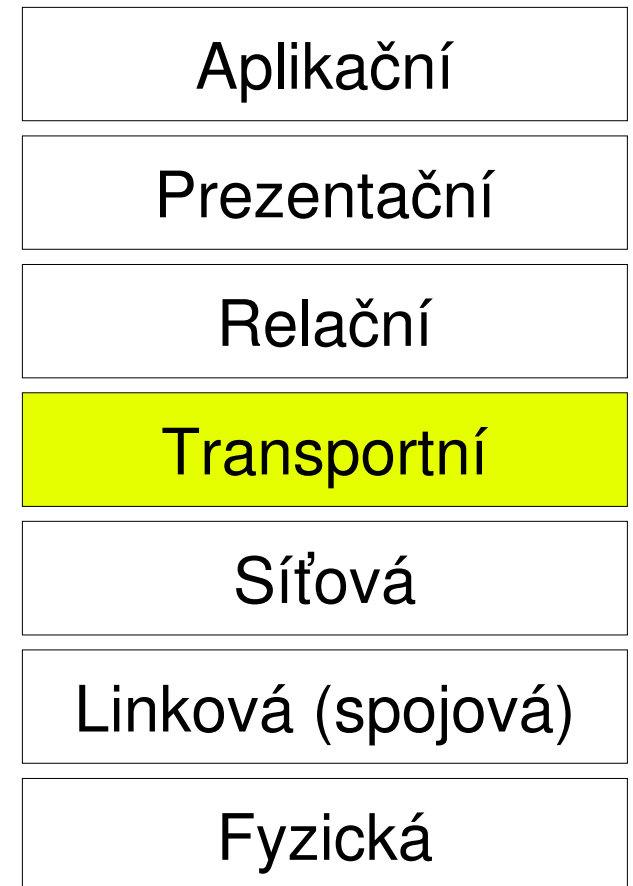 Aplikační
Prezentační
Relační
Transportní
Síťová
Linková (spojová)
Fyzická